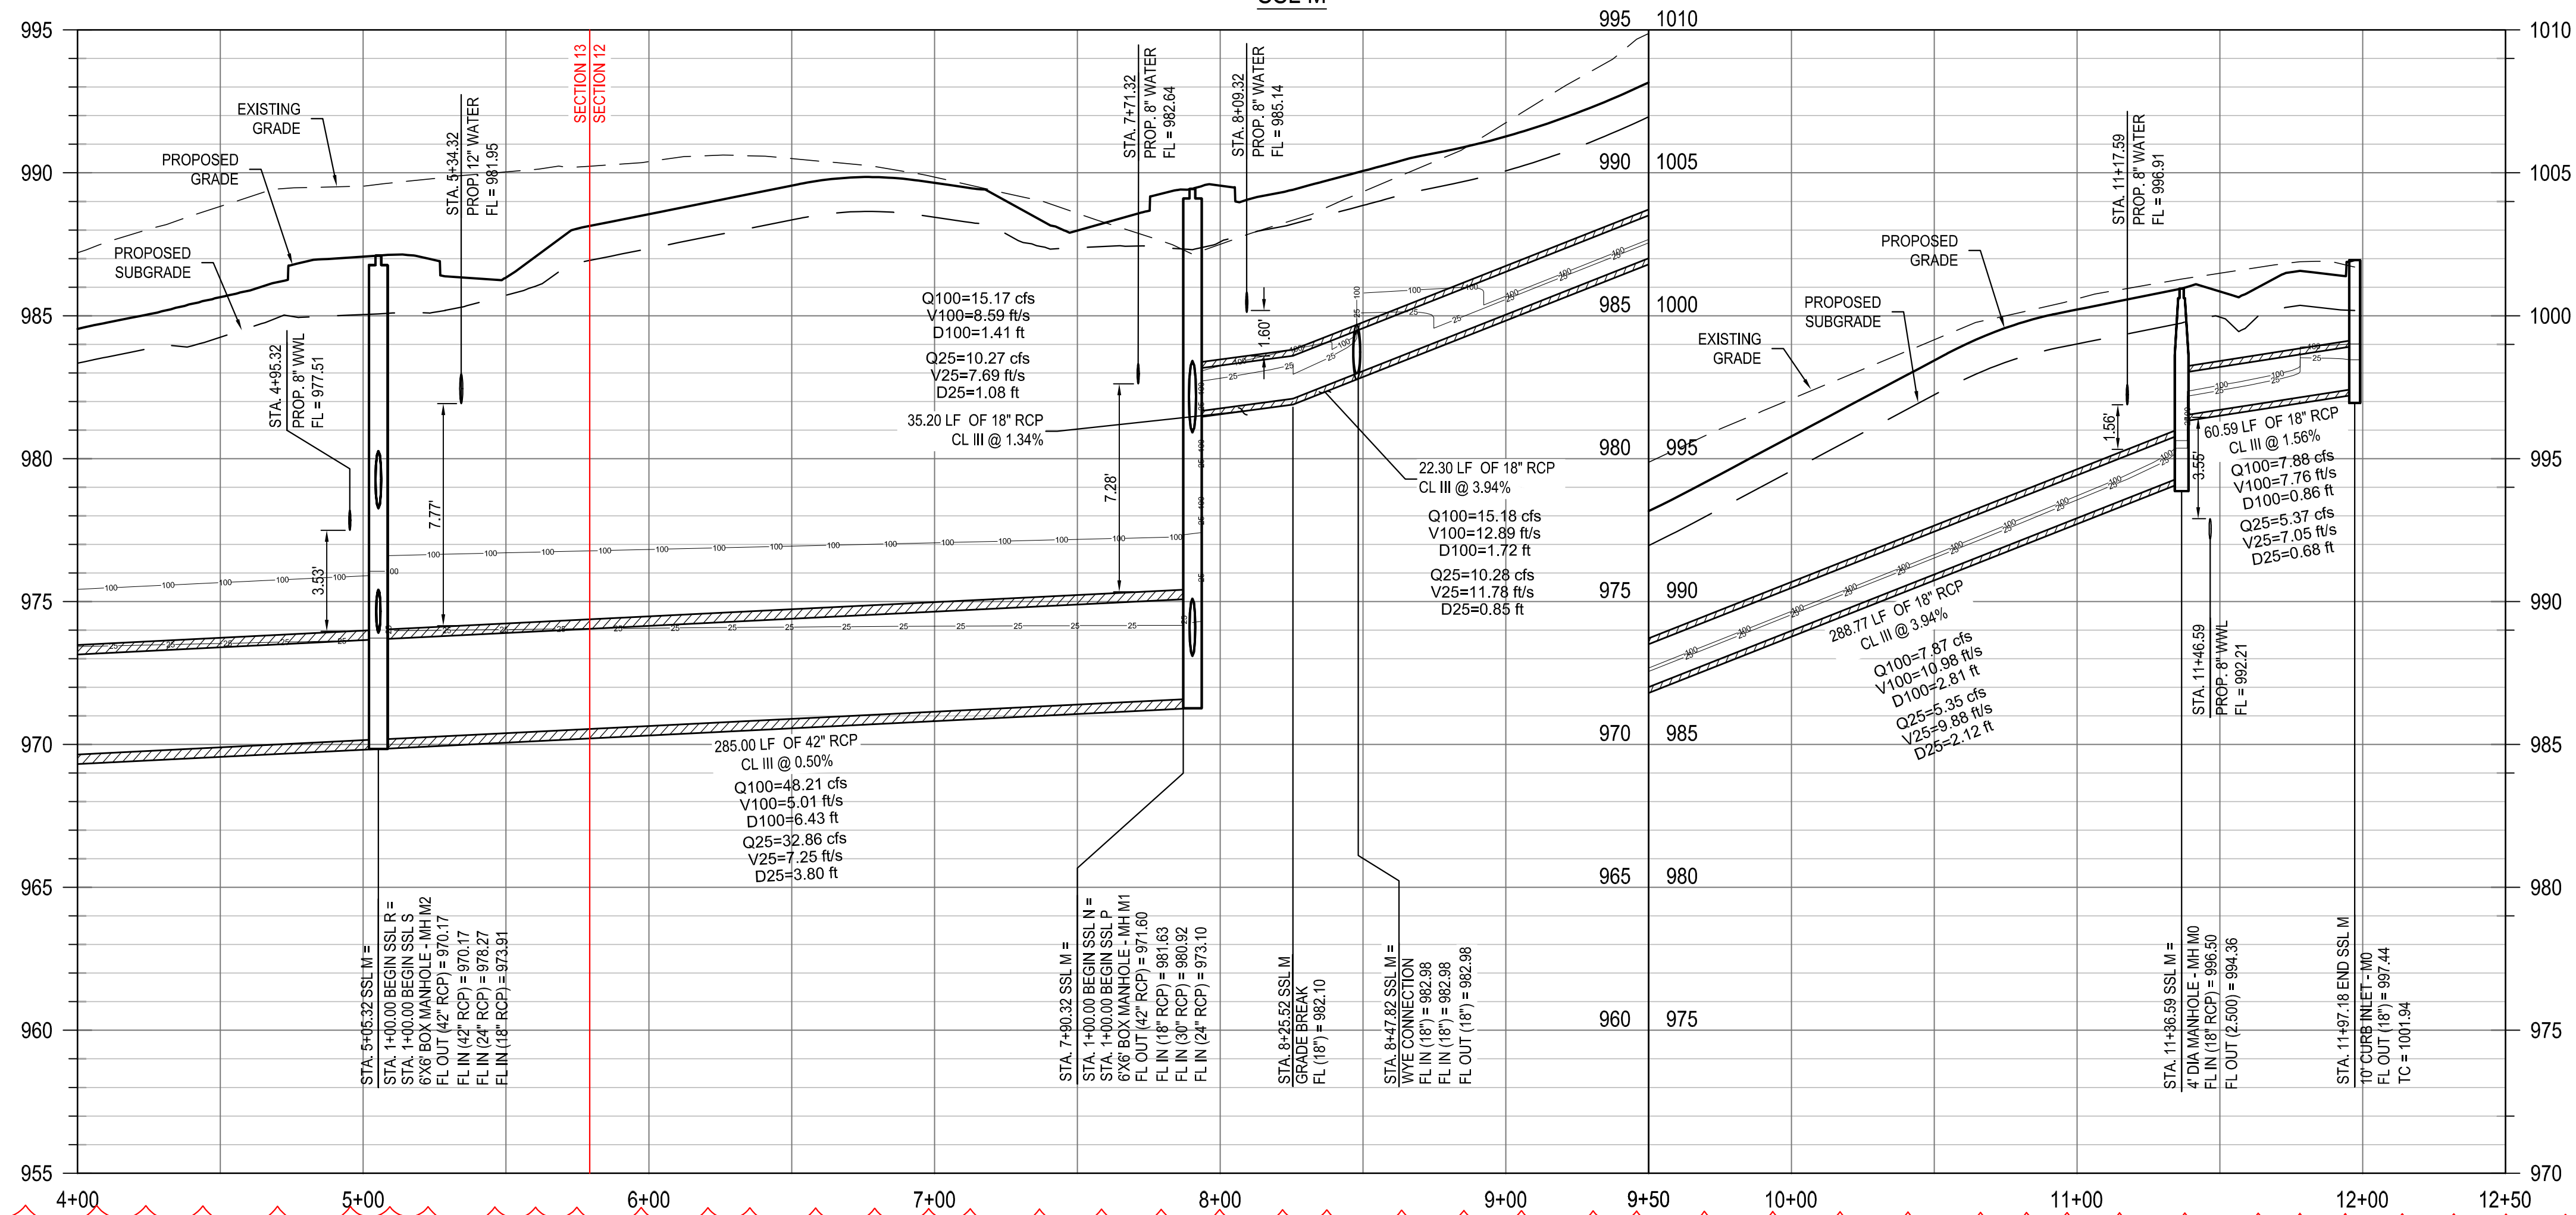 SSL M
995
990
985
980
975
970
965
960
955
EXISTING
GRADE
PROPOSED
GRADE
PROPOSED
SUBGRADE
STA. 4+95.32
PROP. 8" WWL
FL = 977.51
3.53'
7.77'
STA. 5+34.32
PROP. 12" WATER
FL = 981.95
SECTION 13
SECTION 12
Q100=15.17 cfs
V100=8.59 ft/s
D100=1.41 ft
Q25=10.27 cfs
V25=7.69 ft/s
D25=1.08 ft
35.20 LF OF 18" RCP
CL III @ 1.34%
STA. 7+71.32
PROP. 8" WATER
FL = 982.64
7.28'
STA. 8+09.32
PROP. 8" WATER
FL = 985.14
1.60'
22.30 LF OF 18" RCP
CL III @ 3.94%
Q100=15.18 cfs
V100=12.89 ft/s
D100=1.72 ft
Q25=10.28 cfs
V25=11.78 ft/s
D25=0.85 ft
285.00 LF OF 42" RCP
CL III @ 0.50%
Q100=48.21 cfs
V100=5.01 ft/s
D100=6.43 ft
Q25=32.86 cfs
V25=7.25 ft/s
D25=3.80 ft
STA. 5+05.32 SSL M =
STA. 1+00.00 BEGIN SSL R =
STA. 1+00.00 BEGIN SSL S
6'X6' BOX MANHOLE - MH M2
FL OUT (42" RCP) = 970.17
FL IN (42" RCP) = 970.17
FL IN (24" RCP) = 978.27
FL IN (18" RCP) = 973.91
STA. 7+90.32 SSL M =
STA. 1+00.00 BEGIN SSL N =
STA. 1+00.00 BEGIN SSL P
6'X6' BOX MANHOLE - MH M1
FL OUT (42" RCP) = 971.60
FL IN (18" RCP) = 981.63
FL IN (30" RCP) = 980.92
FL IN (24" RCP) = 973.10
STA. 8+25.52 SSL M
GRADE BREAK
FL (18") = 982.10
STA. 8+47.82 SSL M =
WYE CONNECTION
FL IN (18") = 982.98
FL IN (18") = 982.98
FL OUT (18") = 982.98
995 1010
990 1005
985 1000
980 995
975 990
970 985
965 980
960 975
EXISTING
GRADE
PROPOSED
SUBGRADE
PROPOSED
GRADE
STA. 11+17.59
PROP. 8" WATER
FL = 996.91
1.56'
3.55'
60.59 LF OF 18" RCP
CL III @ 1.56%
Q100=7.88 cfs
V100=7.76 ft/s
D100=0.86 ft
Q25=5.37 cfs
V25=7.05 ft/s
D25=0.68 ft
288.77 LF OF 18" RCP
CL III @ 3.94%
Q100=7.87 cfs
V100=10.98 ft/s
D100=2.81 ft
Q25=5.35 cfs
V25=9.88 ft/s
D25=2.12 ft
STA. 11+46.59
PROP. 8" WWL
FL = 992.21
STA. 11+36.59 SSL M =
4' DIA MANHOLE - MH M0
FL IN (18" RCP) = 996.50
FL OUT (2.500) = 994.36
STA. 11+97.18 END SSL M
10' CURB INLET - M0
FL OUT (18") = 997.44
TC = 1001.94
1010
1005
1000
995
990
985
980
975
970
4+00 5+00 6+00 7+00 8+00 9+00 9+50 10+00 11+00 12+00 12+50